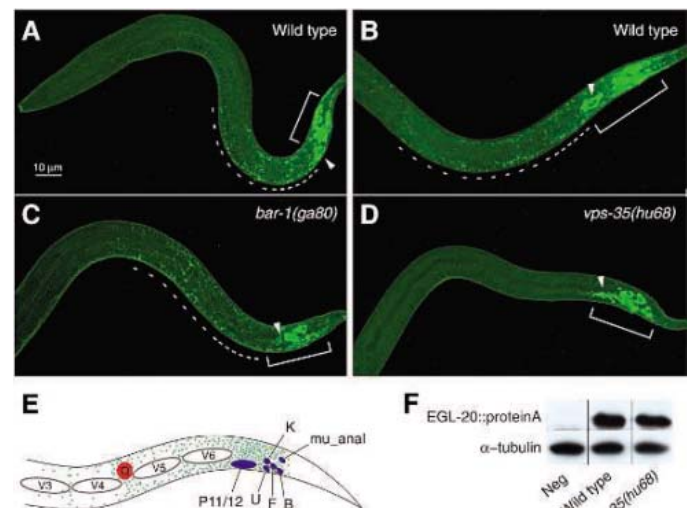 A Wild type
B Wild type
10 μm
C bar-1(ga80)
D vps-35(hu68)
E
F
EGL-20::proteinA
α-tubulin
K
mu_anal
Q
V3 V4 V5 V6
P11/12 U F B
Neg Wild type 35(hu68)